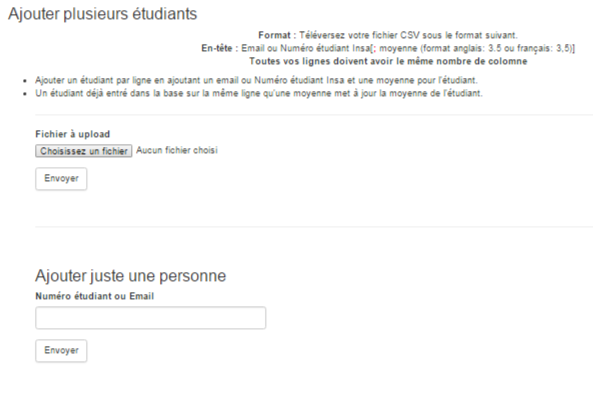 Ajouter plusieurs étudiants
Format : Téléversez votre fichier CSV sous le format suivant.
En-tête : Email ou Numéro étudiant Insa[; moyenne (format anglais: 3.5 ou français: 3,5)]
Toutes vos lignes doivent avoir le même nombre de colomne
Ajouter un étudiant par ligne en ajoutant un email ou Numéro étudiant Insa et une moyenne pour l'étudiant.
Un étudiant déjà entré dans la base sur la même ligne qu'une moyenne met à jour la moyenne de l'étudiant.
Fichier à upload
Choisissez un fichier Aucun fichier choisi
Envoyer
Ajouter juste une personne
Numéro étudiant ou Email
Envoyer